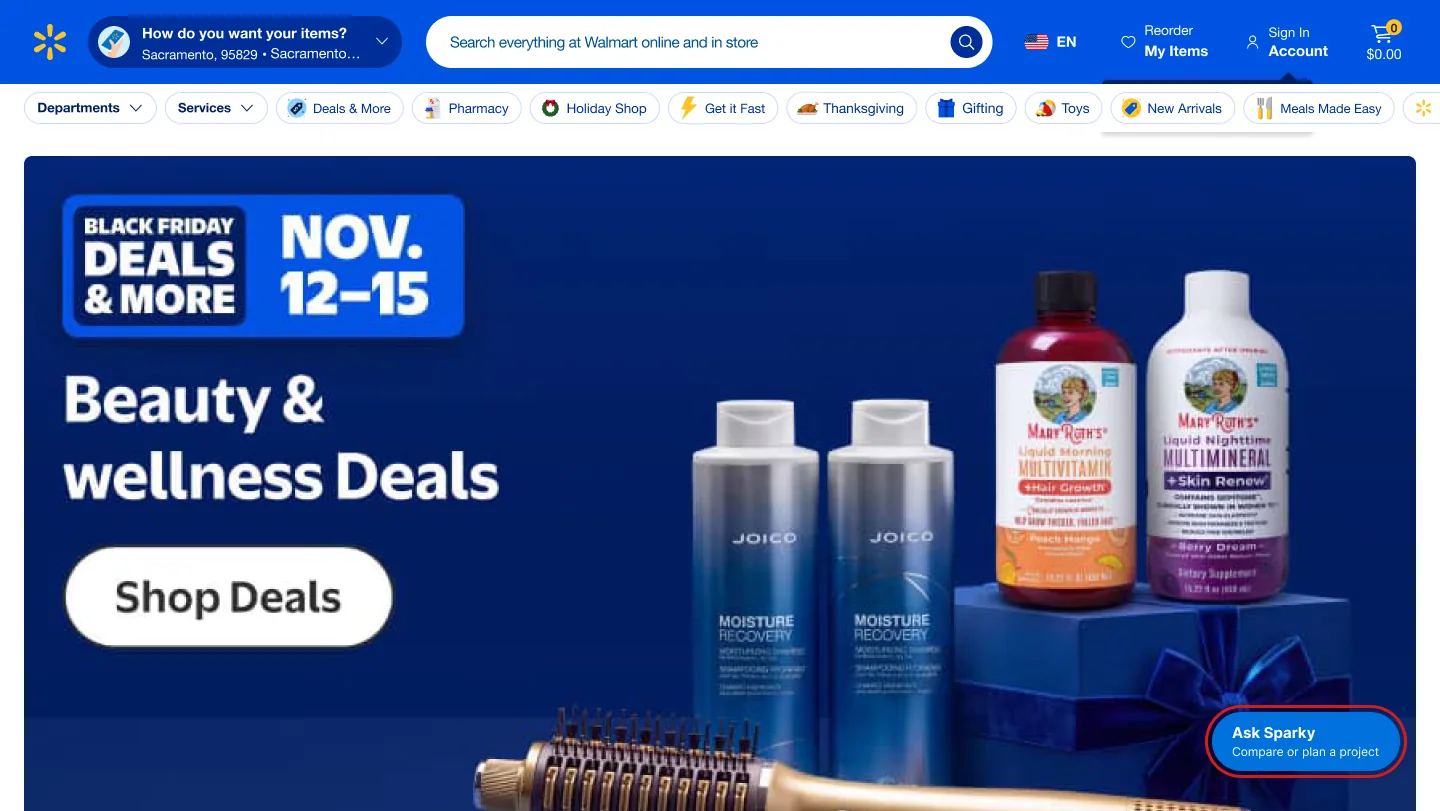 How do you want your items?
Sacramento, 95829 • Sacramento…
Search everything at Walmart online and in store
EN
Reorder
My Items
Sign In
Account
0
$0.00
Departments
Services
Deals & More
Pharmacy
Holiday Shop
Get it Fast
Thanksgiving
Gifting
Toys
New Arrivals
Meals Made Easy
BLACK FRIDAY
DEALS
& MORE
NOV.
12–15
Beauty &
wellness Deals
Shop Deals
JOICO
MOISTURE
RECOVERY
JOICO
MOISTURE
RECOVERY
MARY RUTH'S
Liquid Morning
MULTIVITAMIN
+Hair Growth
Peach Mango
MARY RUTH'S
Liquid Nighttime
MULTIMINERAL
+Skin Renew
Berry Dream
Dietary Supplement
Ask Sparky
Compare or plan a project